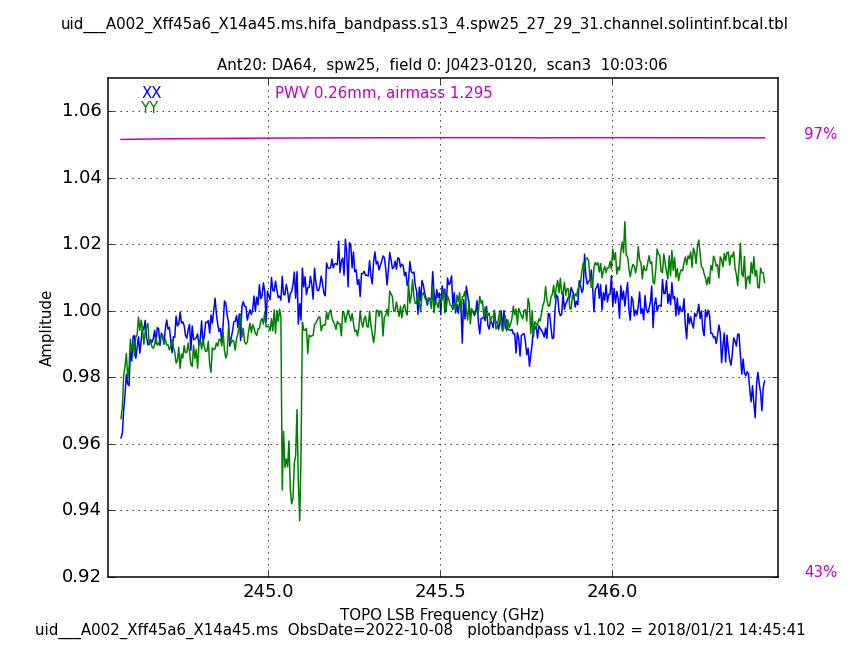 uid___A002_Xff45a6_X14a45.ms.hifa_bandpass.s13_4.spw25_27_29_31.channel.solintinf.bcal.tbl
Ant20: DA64,  spw25,  field 0: J0423-0120,  scan3  10:03:06
XX
PWV 0.26mm, airmass 1.295
YY
1.06
97%
1.04
1.02
1.00
Amplitude
0.98
0.96
0.94
0.92
43%
245.0
245.5
246.0
TOPO LSB Frequency (GHz)
uid___A002_Xff45a6_X14a45.ms  ObsDate=2022-10-08   plotbandpass v1.102 = 2018/01/21 14:45:41